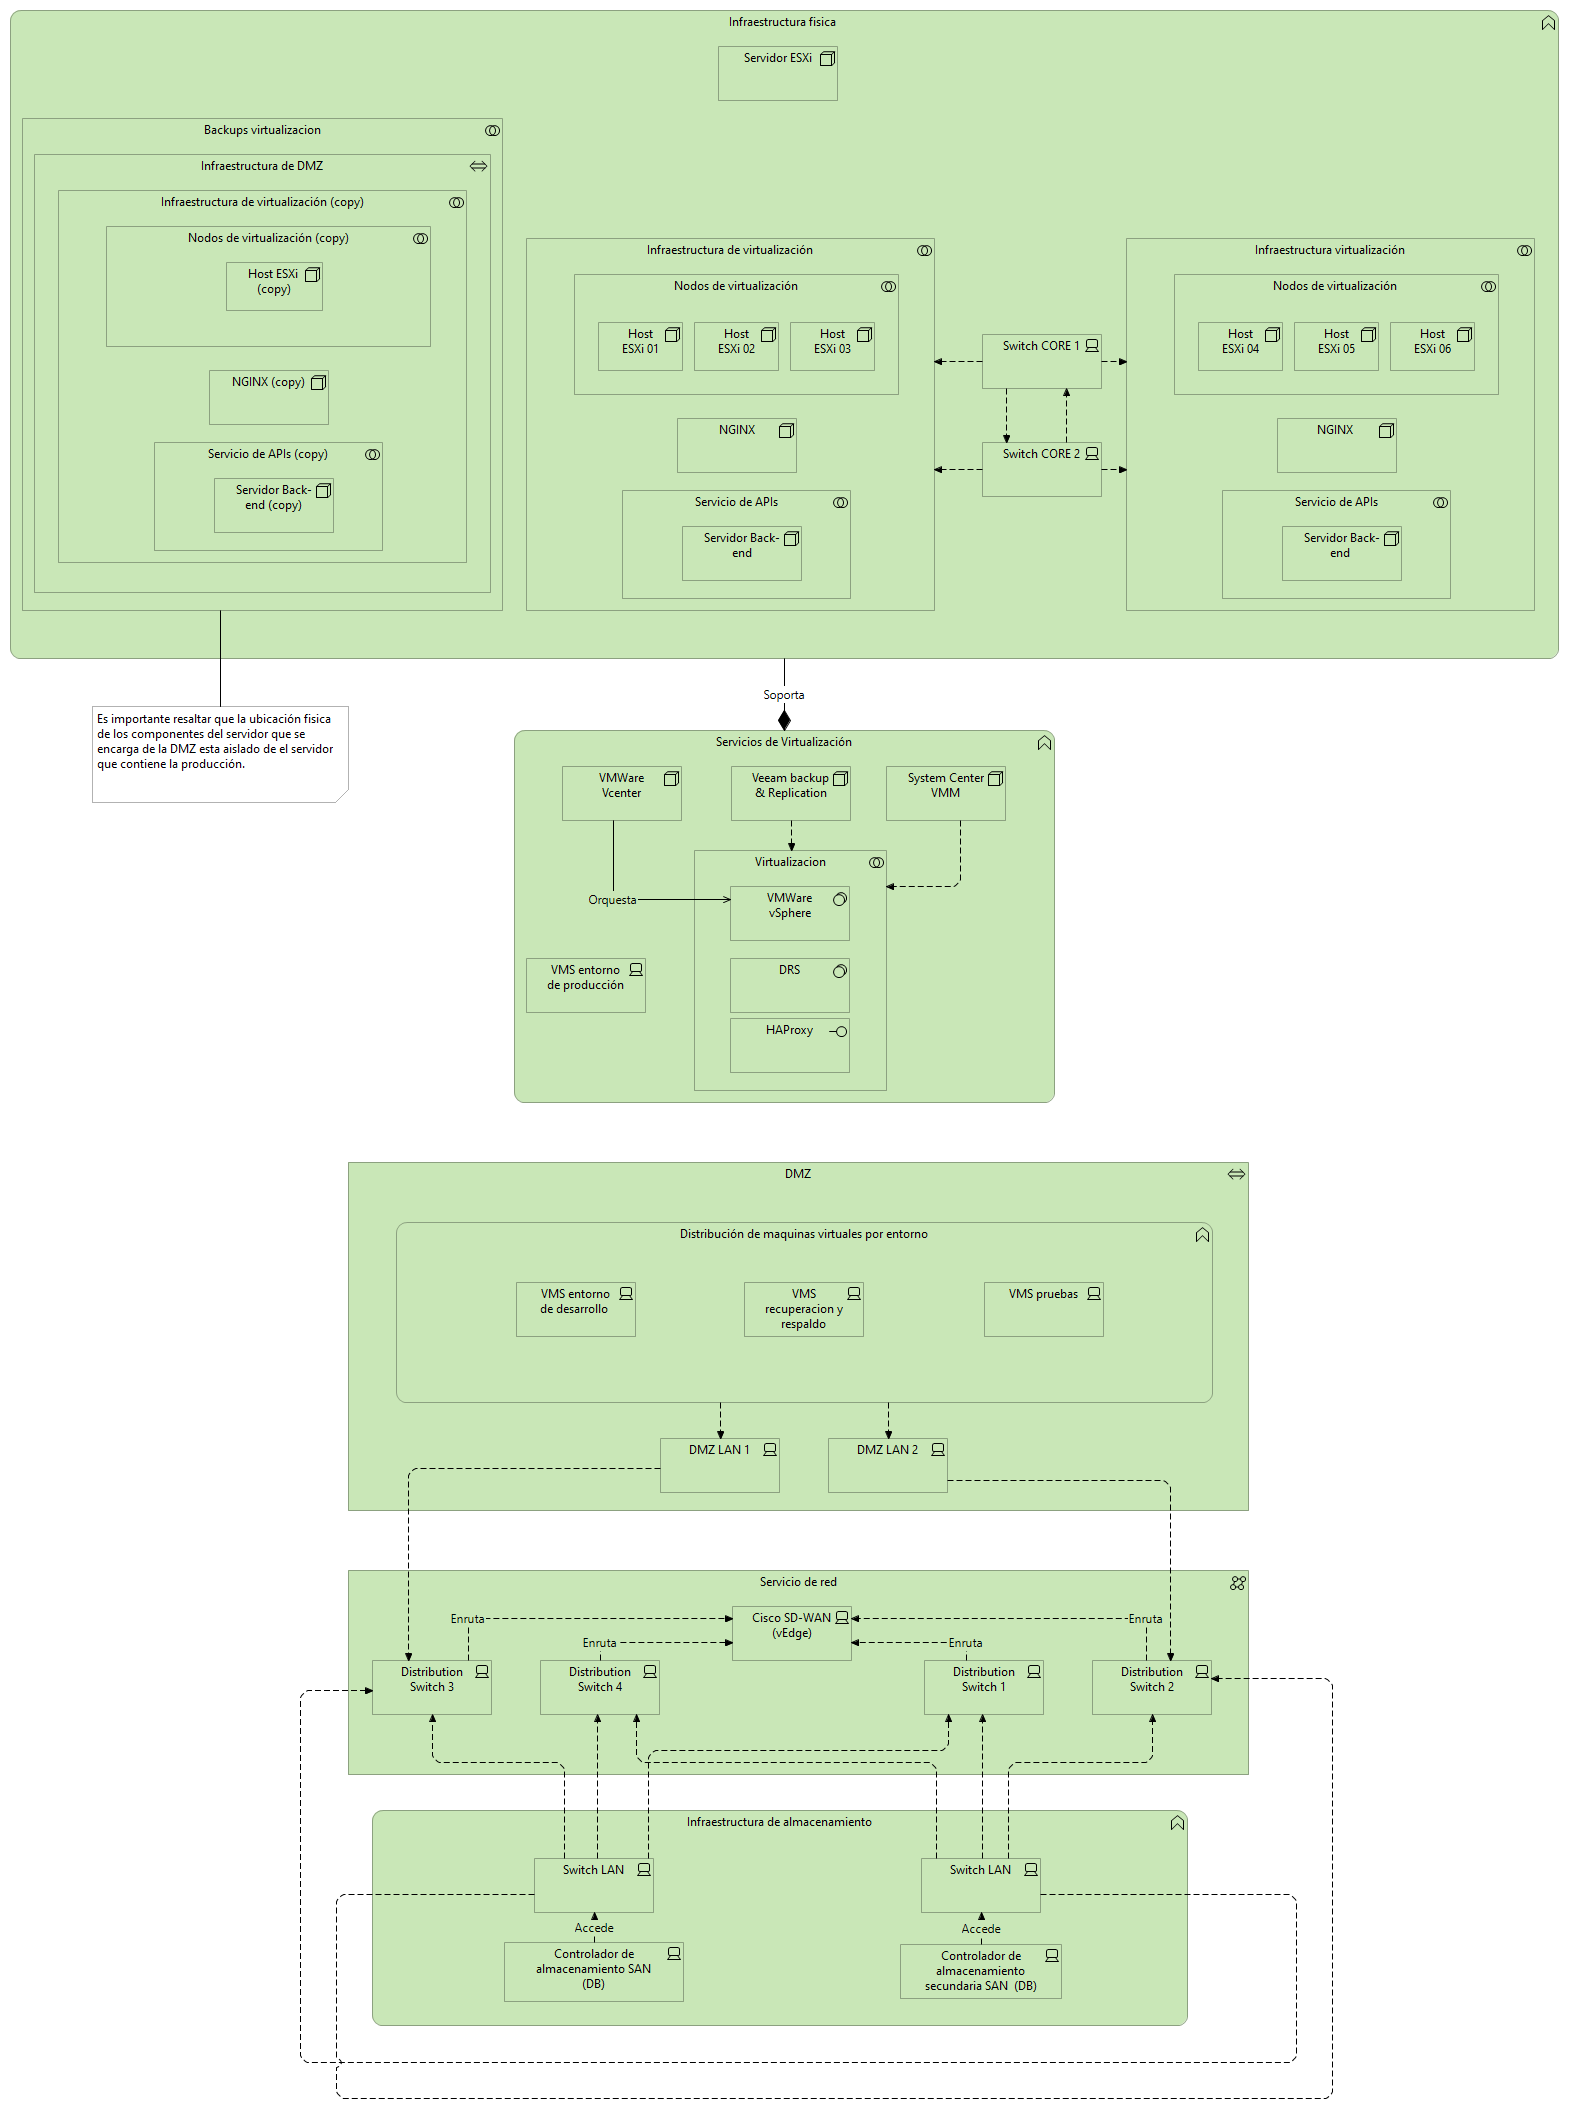 Infraestructura fisica
Servidor ESXi
Backups virtualizacion
Infraestructura de DMZ
Infraestructura de virtualización (copy)
Nodos de virtualización (copy)
Host ESXi
(copy)
NGINX (copy)
Servicio de APIs (copy)
Servidor Back-
end (copy)
Infraestructura de virtualización
Nodos de virtualización
Host
ESXi 01
Host
ESXi 02
Host
ESXi 03
NGINX
Servicio de APIs
Servidor Back-
end
Switch CORE 1
Switch CORE 2
Infraestructura virtualización
Nodos de virtualización
Host
ESXi 04
Host
ESXi 05
Host
ESXi 06
NGINX
Servicio de APIs
Servidor Back-
end
Es importante resaltar que la ubicación fisica
de los componentes del servidor que se
encarga de la DMZ esta aislado de el servidor
que contiene la producción.
Soporta
Servicios de Virtualización
VMWare
Vcenter
Veeam backup
& Replication
System Center
VMM
Virtualizacion
VMWare
vSphere
Orquesta
VMS entorno
de producción
DRS
HAProxy
DMZ
Distribución de maquinas virtuales por entorno
VMS entorno
de desarrollo
VMS
recuperacion y
respaldo
VMS pruebas
DMZ LAN 1
DMZ LAN 2
Servicio de red
Enruta
Cisco SD-WAN
(vEdge)
Enruta
Enruta
Enruta
Distribution
Switch 3
Distribution
Switch 4
Distribution
Switch 1
Distribution
Switch 2
Infraestructura de almacenamiento
Switch LAN
Switch LAN
Accede
Accede
Controlador de
almacenamiento SAN
(DB)
Controlador de
almacenamiento
secundaria SAN  (DB)